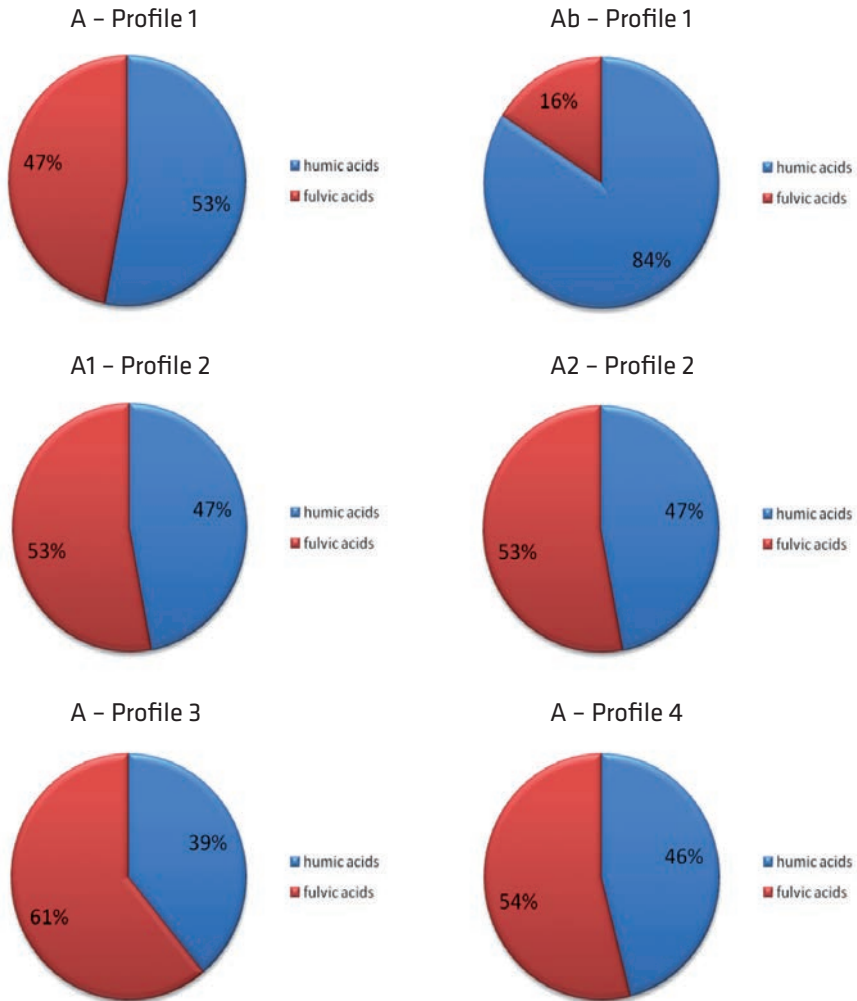 A – Profile 1
47%
53%
humic acids
fulvic acids
Ab – Profile 1
16%
84%
humic acids
fulvic acids
A1 – Profile 2
47%
53%
humic acids
fulvic acids
A2 – Profile 2
47%
53%
humic acids
fulvic acids
A – Profile 3
39%
61%
humic acids
fulvic acids
A – Profile 4
46%
54%
humic acids
fulvic acids